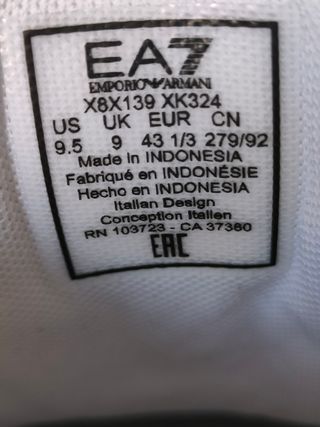 EA7
EMPORIO ARMANI
X8X139 XK324
US UK EUR CN
9.5 9 43 1/3 279/92
Made in INDONESIA
Fabriqué en INDONÉSIE
Hecho en INDONESIA
Italian Design
Conception Italien
RN 103723 - CA 37360
EAC